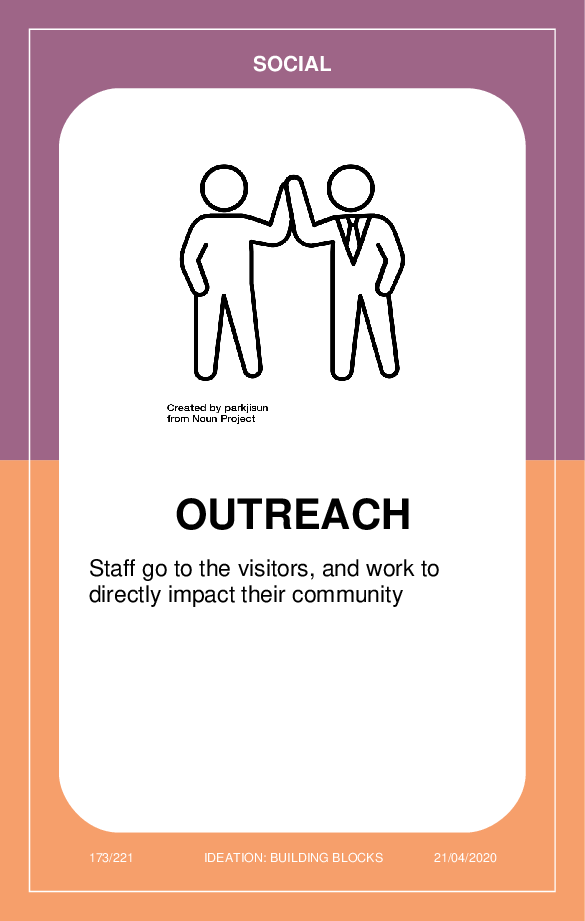 SOCIAL
Created by parkjisun
from Noun Project
OUTREACH
Staff go to the visitors, and work to
directly impact their community
173/221 IDEATION: BUILDING BLOCKS 21/04/2020